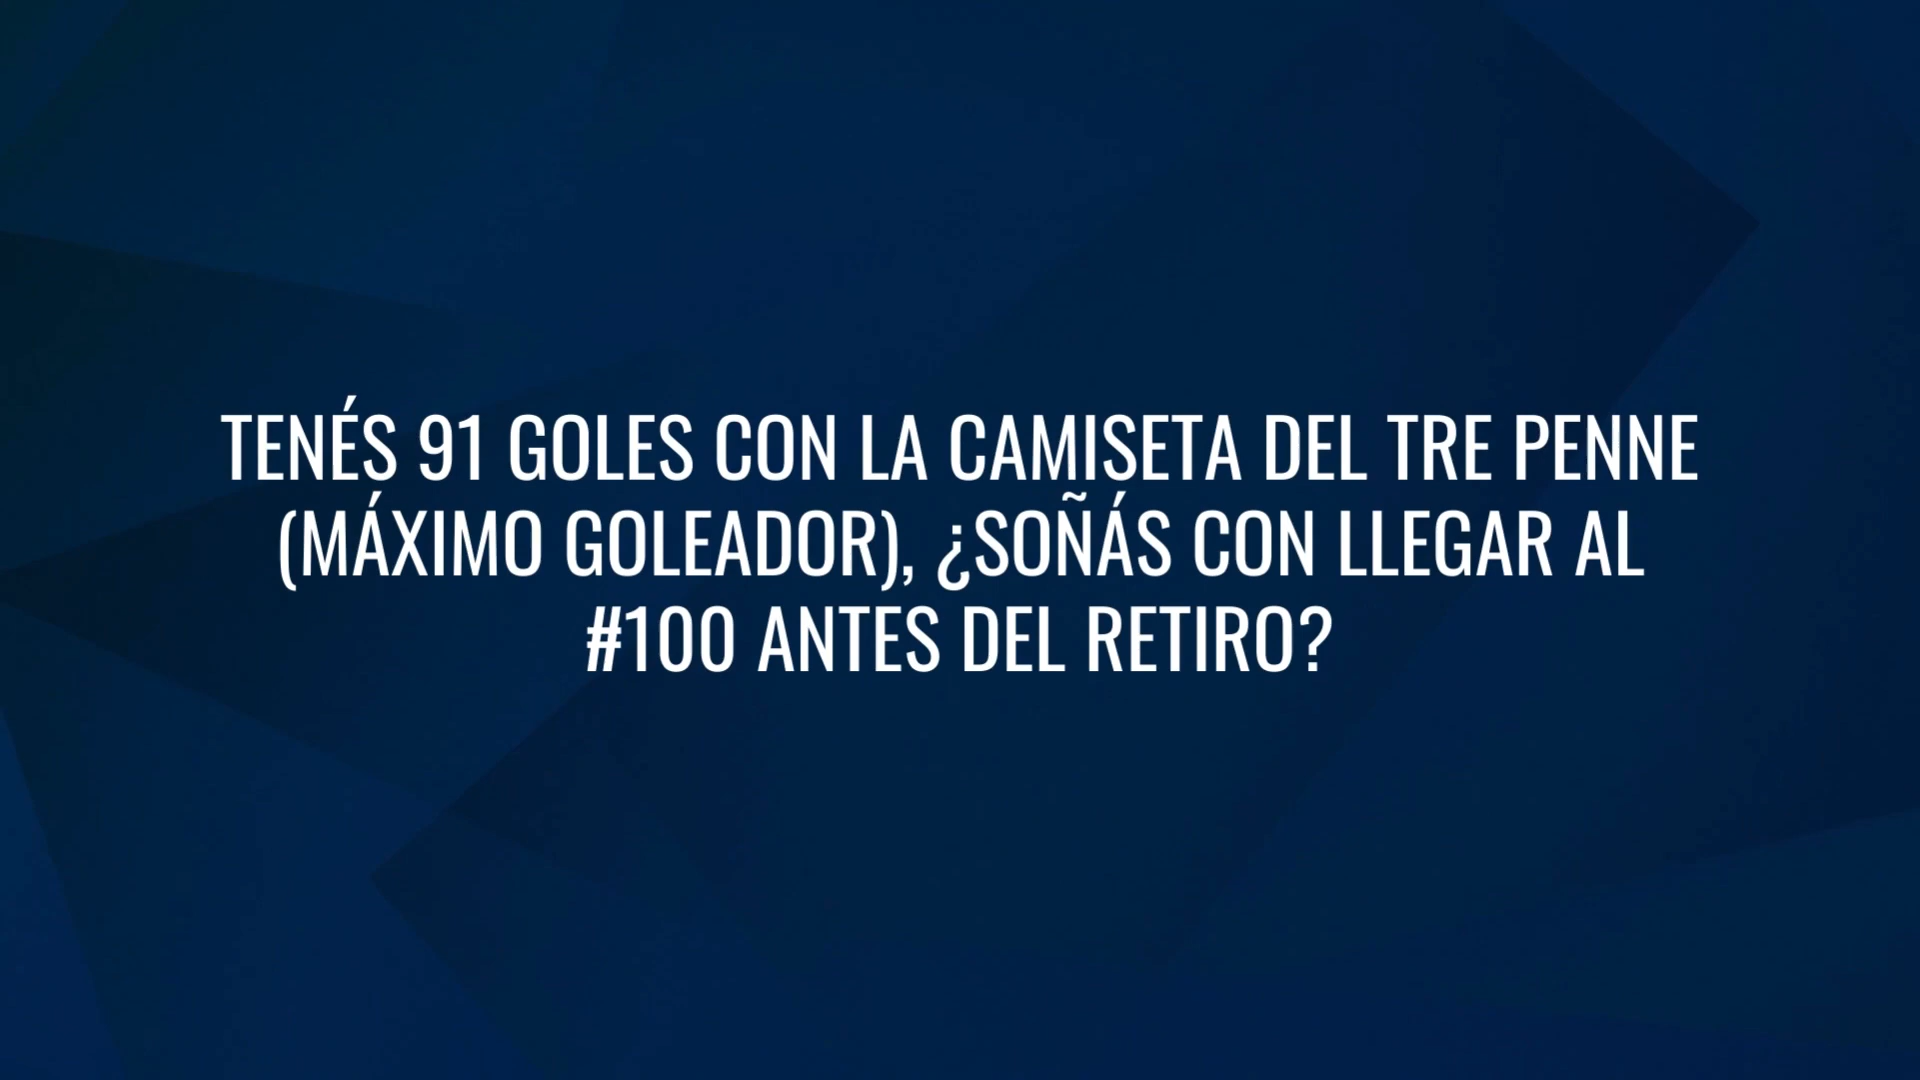 TENÉS 91 GOLES CON LA CAMISETA DEL TRE PENNE
(MÁXIMO GOLEADOR), ¿SOÑÁS CON LLEGAR AL
#100 ANTES DEL RETIRO?